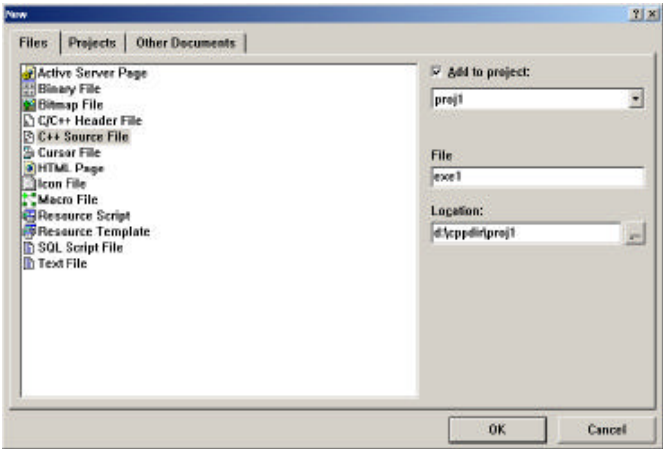 New
Files Projects Other Documents
Active Server Page
Binary File
Bitmap File
C/C++ Header File
C++ Source File
Cursor File
HTML Page
Icon File
Macro File
Resource Script
Resource Template
SQL Script File
Text File
Add to project:
proj1
File
exe1
Location:
d:\cppdir\proj1
...
OK Cancel